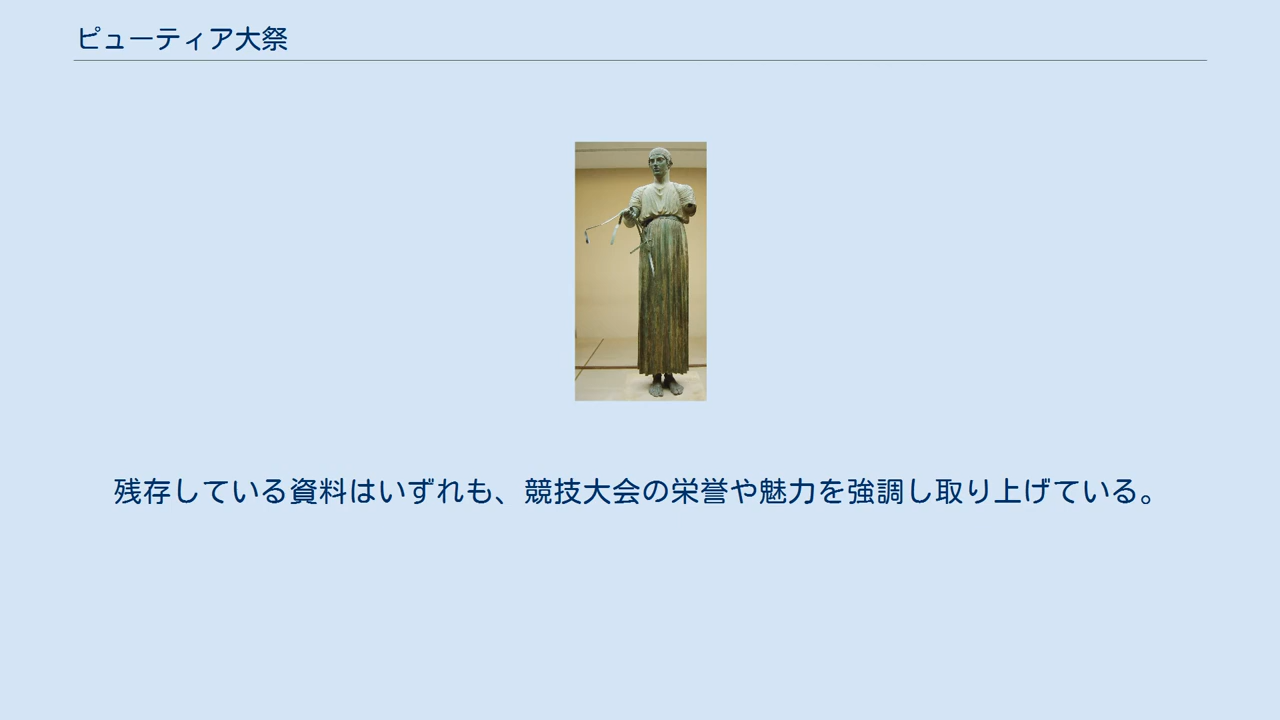 ピューティア大祭
残存している資料はいずれも、競技大会の栄誉や魅力を強調し取り上げている。